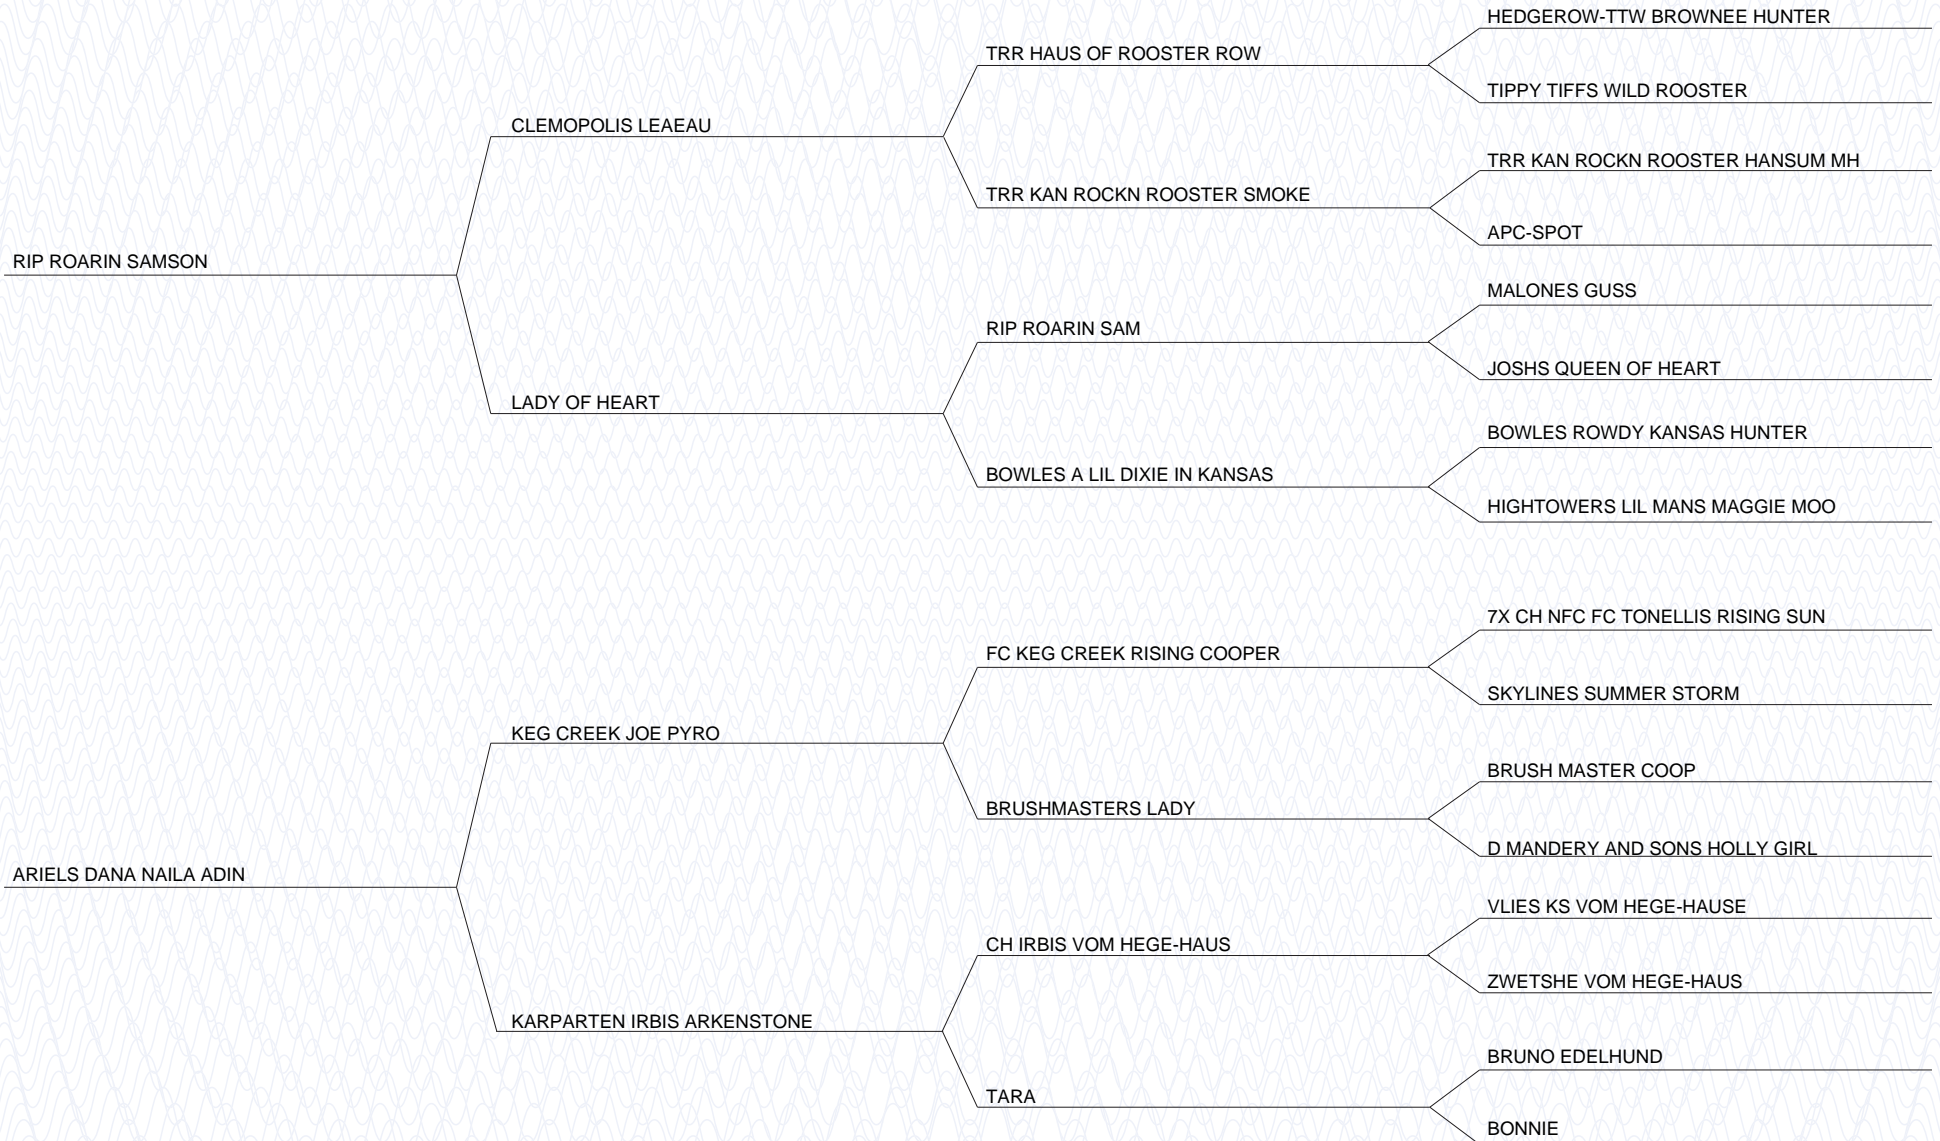 HEDGEROW-TTW BROWNEE HUNTER
TRR HAUS OF ROOSTER ROW
TIPPY TIFFS WILD ROOSTER
CLEMOPOLIS LEAEAU
TRR KAN ROCKN ROOSTER HANSUM MH
TRR KAN ROCKN ROOSTER SMOKE
APC-SPOT
RIP ROARIN SAMSON
MALONES GUSS
RIP ROARIN SAM
JOSHS QUEEN OF HEART
LADY OF HEART
BOWLES ROWDY KANSAS HUNTER
BOWLES A LIL DIXIE IN KANSAS
HIGHTOWERS LIL MANS MAGGIE MOO
7X CH NFC FC TONELLIS RISING SUN
FC KEG CREEK RISING COOPER
SKYLINES SUMMER STORM
KEG CREEK JOE PYRO
BRUSH MASTER COOP
BRUSHMASTERS LADY
D MANDERY AND SONS HOLLY GIRL
ARIELS DANA NAILA ADIN
VLIES KS VOM HEGE-HAUSE
CH IRBIS VOM HEGE-HAUS
ZWETSHE VOM HEGE-HAUS
KARPARTEN IRBIS ARKENSTONE
BRUNO EDELHUND
TARA
BONNIE